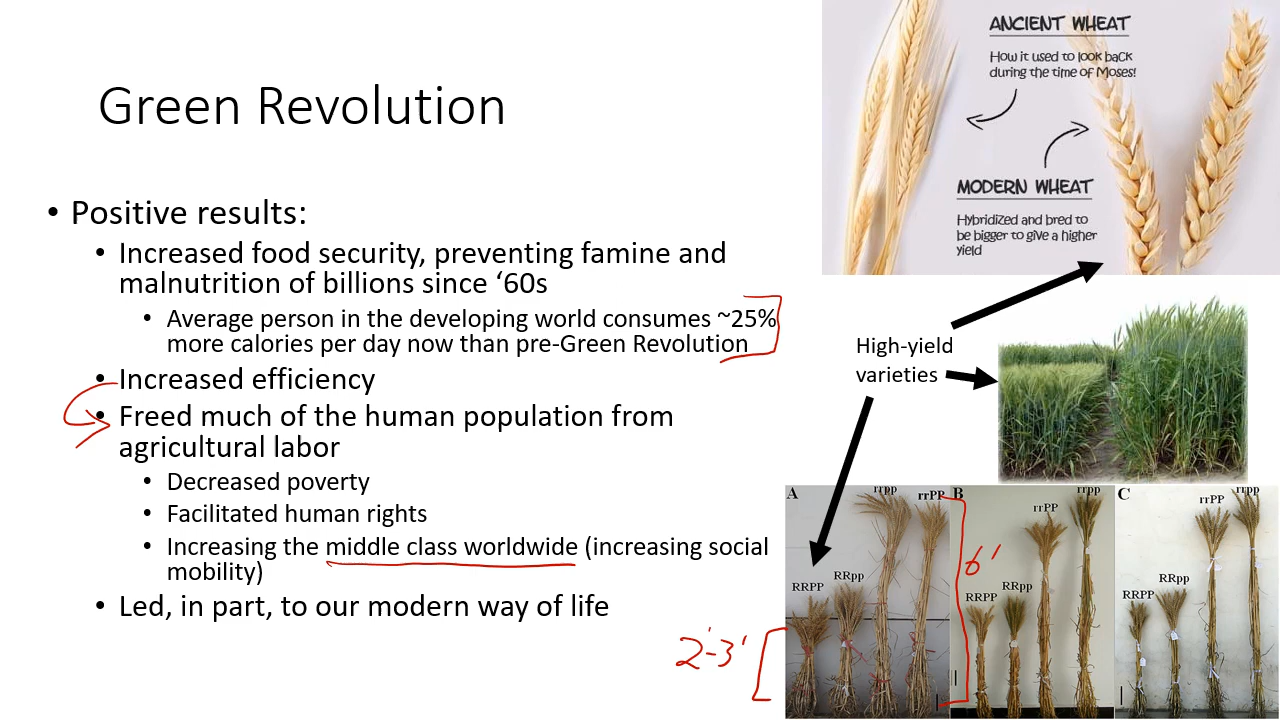 Green Revolution
• Positive results:
• Increased food security, preventing famine and
malnutrition of billions since ‘60s
• Average person in the developing world consumes ~25%
more calories per day now than pre-Green Revolution
• Increased efficiency
• Freed much of the human population from
agricultural labor
• Decreased poverty
• Facilitated human rights
• Increasing the middle class worldwide (increasing social
mobility)
• Led, in part, to our modern way of life
ANCIENT WHEAT
How it used to look back
during the time of Moses!
MODERN WHEAT
Hybridized and bred to
be bigger to give a higher
yield
High-yield
varieties
A
rrpp
rrPP
RRPP
RRpp
B
rrpp
rrPP
RRPP
RRpp
C
rrpp
rrPP
RRpp
RRPP
6'
2'-3'